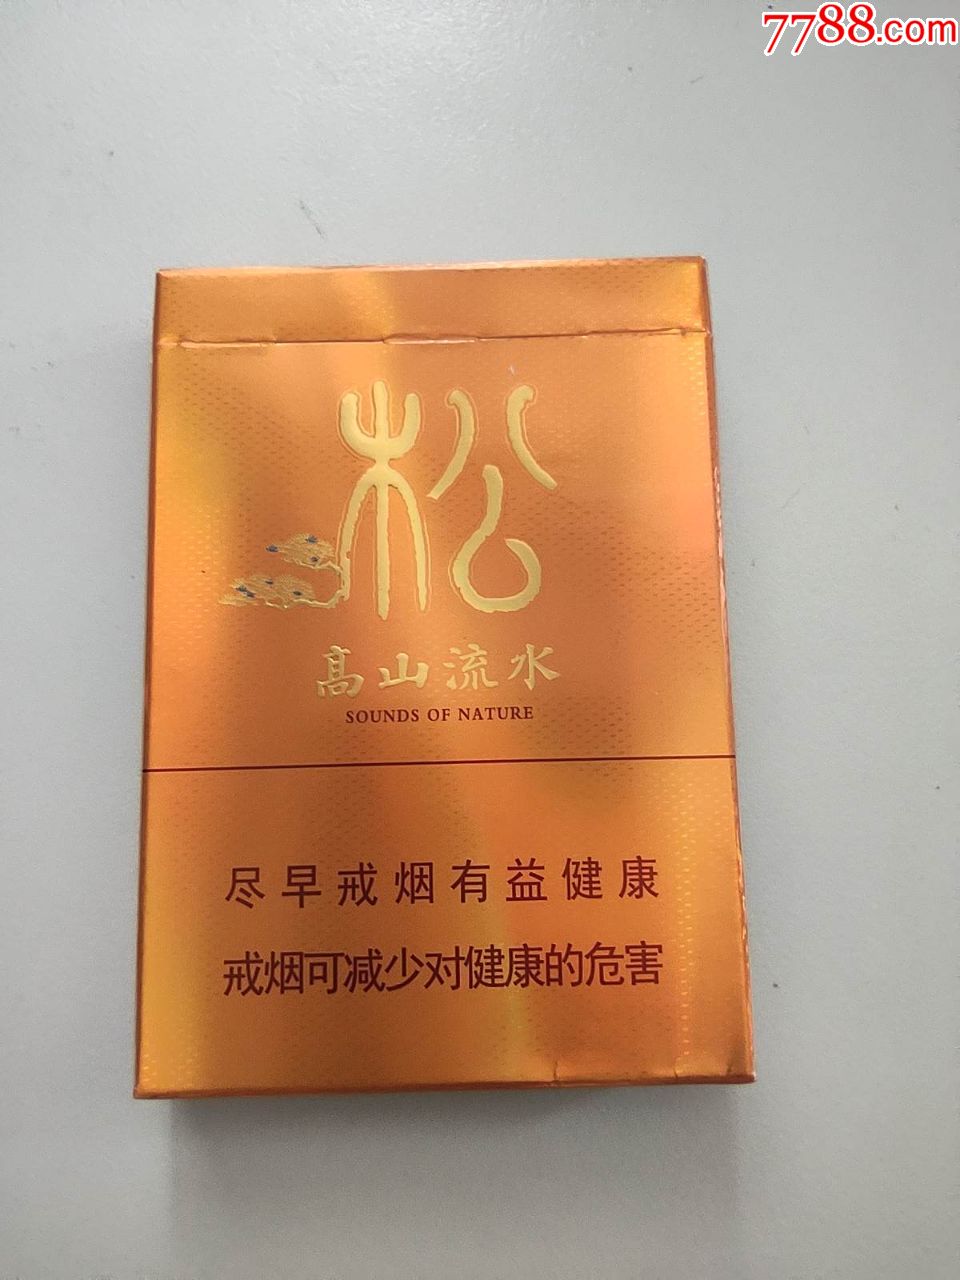 7788.com
松
高山流水
SOUNDS OF NATURE
尽早戒烟有益健康
戒烟可减少对健康的危害